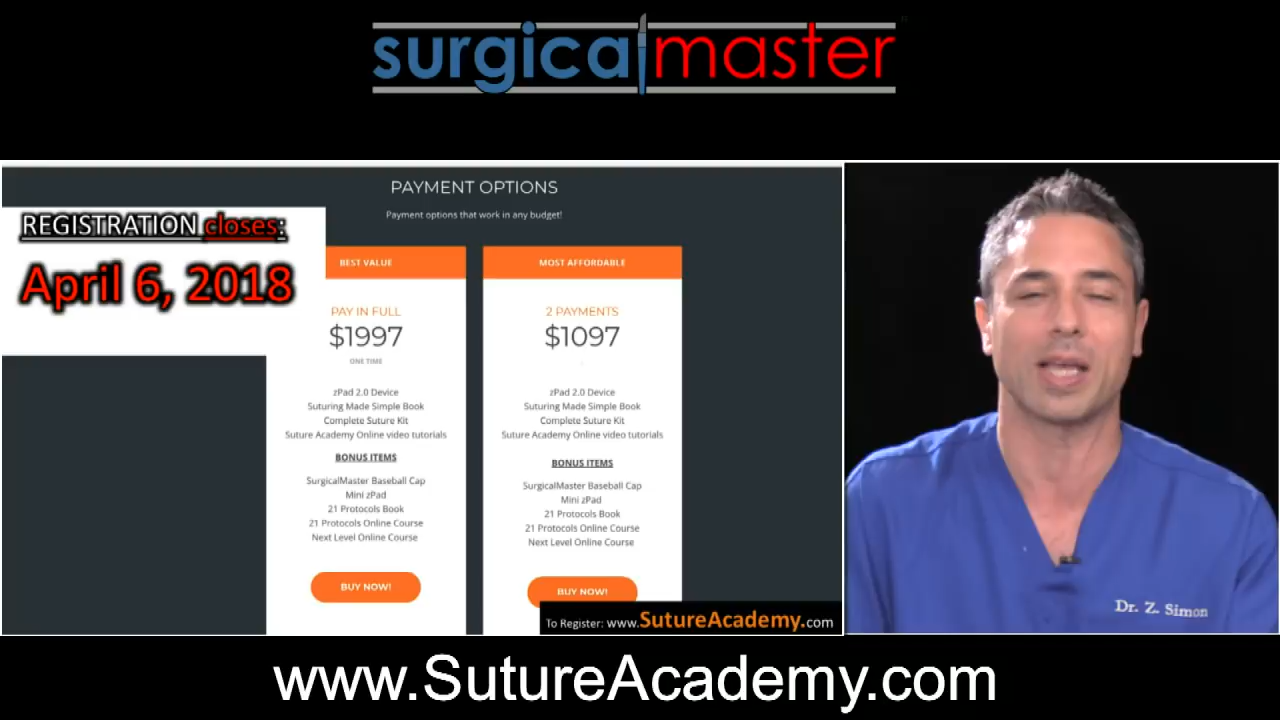 surgicalmaster
PAYMENT OPTIONS
Payment options that work in any budget!
REGISTRATION closes:
April 6, 2018
BEST VALUE
PAY IN FULL
$1997
ONE TIME
zPad 2.0 Device
Suturing Made Simple Book
Complete Suture Kit
Suture Academy Online video tutorials
BONUS ITEMS
SurgicalMaster Baseball Cap
Mini zPad
21 Protocols Book
21 Protocols Online Course
Next Level Online Course
BUY NOW!
MOST AFFORDABLE
2 PAYMENTS
$1097
zPad 2.0 Device
Suturing Made Simple Book
Complete Suture Kit
Suture Academy Online video tutorials
BONUS ITEMS
SurgicalMaster Baseball Cap
Mini zPad
21 Protocols Book
21 Protocols Online Course
Next Level Online Course
BUY NOW!
To Register: www.SutureAcademy.com
Dr. Z. Simon
www.SutureAcademy.com